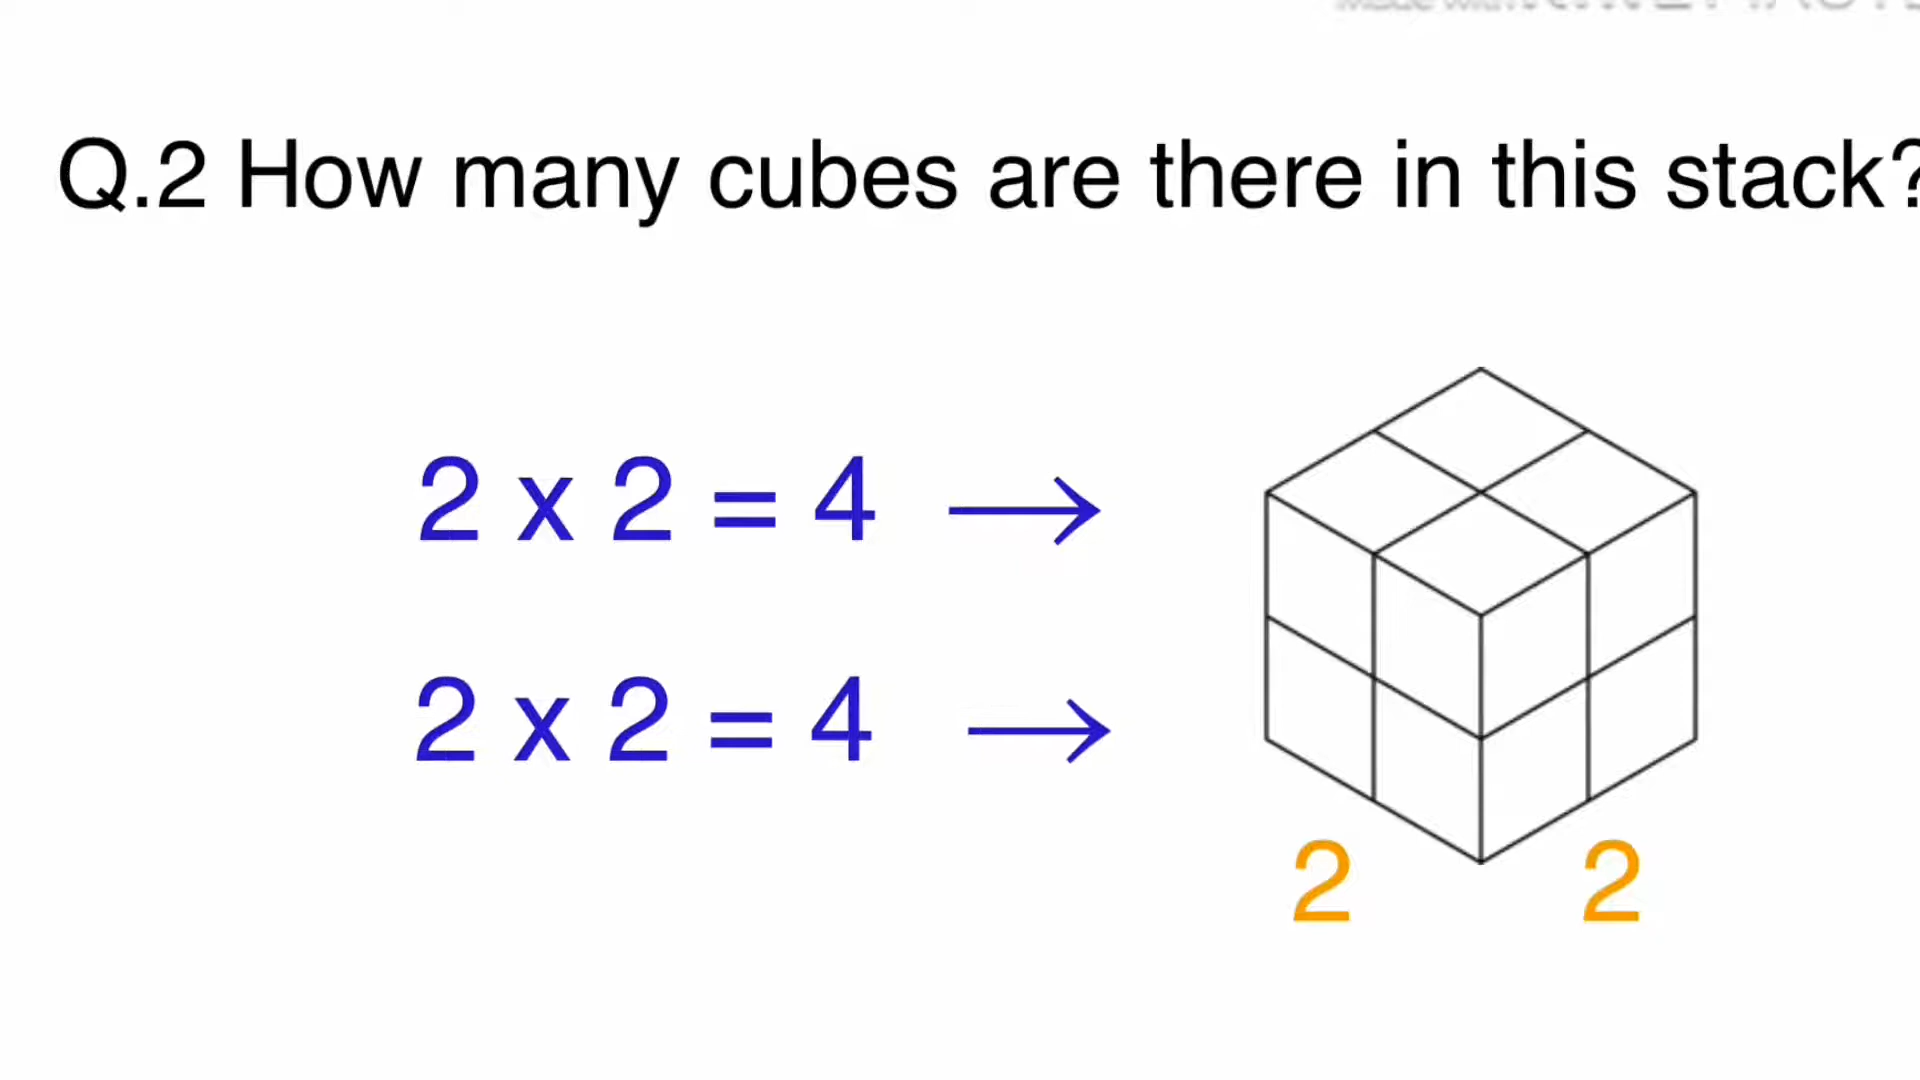 Q.2 How many cubes are there in this stack?
2 x 2 = 4 →
2 x 2 = 4 →
2 2